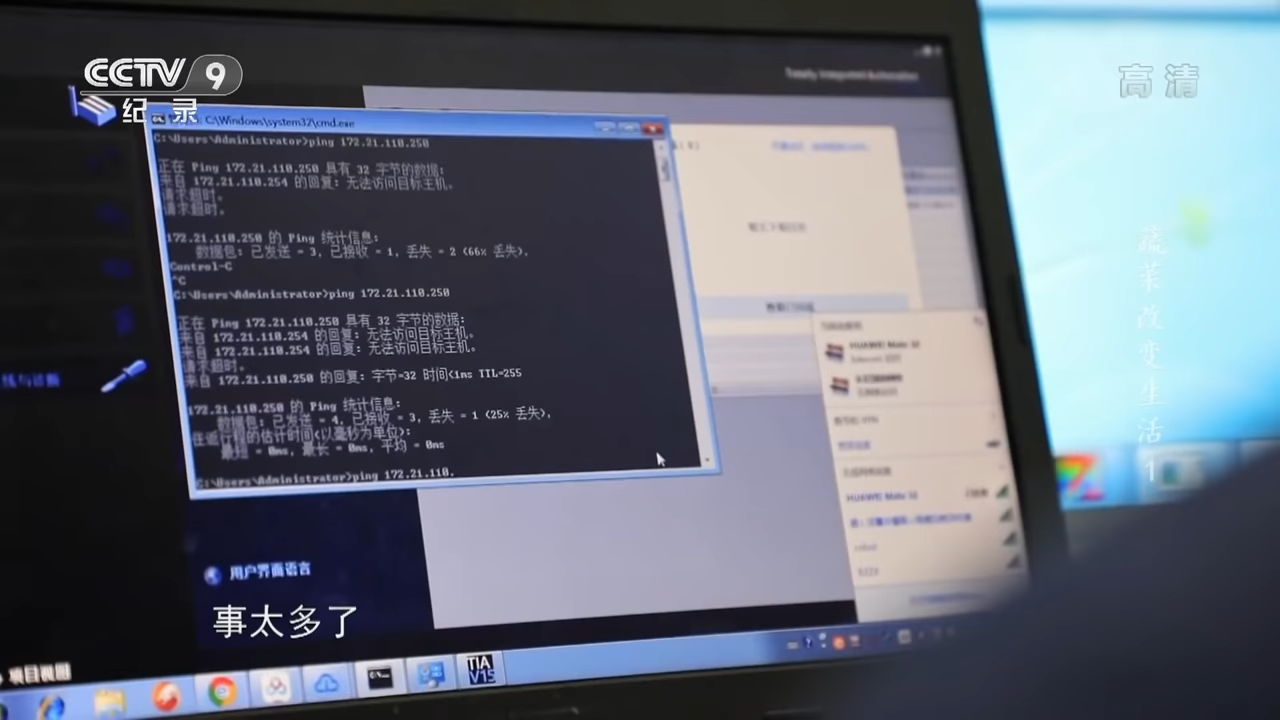 CCTV 9
纪录
高清
蔬菜改变生活 1
Totally Integrated Automation
C:\Windows\system32\cmd.exe
C:\Users\Administrator>ping 172.21.110.250
正在 Ping 172.21.110.250 具有 32 字节的数据:
来自 172.21.110.254 的回复: 无法访问目标主机。
请求超时。
请求超时。
172.21.110.250 的 Ping 统计信息:
数据包: 已发送 = 3, 已接收 = 1, 丢失 = 2 (66% 丢失),
Control-C
^C
C:\Users\Administrator>ping 172.21.110.250
正在 Ping 172.21.110.250 具有 32 字节的数据:
来自 172.21.110.254 的回复: 无法访问目标主机。
来自 172.21.110.254 的回复: 无法访问目标主机。
请求超时。
来自 172.21.110.250 的回复: 字节=32 时间<1ms TTL=255
172.21.110.250 的 Ping 统计信息:
数据包: 已发送 = 4, 已接收 = 3, 丢失 = 1 (25% 丢失),
往返行程的估计时间(以毫秒为单位):
最短 = 0ms, 最长 = 0ms, 平均 = 0ms
C:\Users\Administrator>ping 172.21.110.
HUAWEI Mate 10
HUAWEI Mate 10
用户界面语言
事太多了
项目视图
TIA
V15